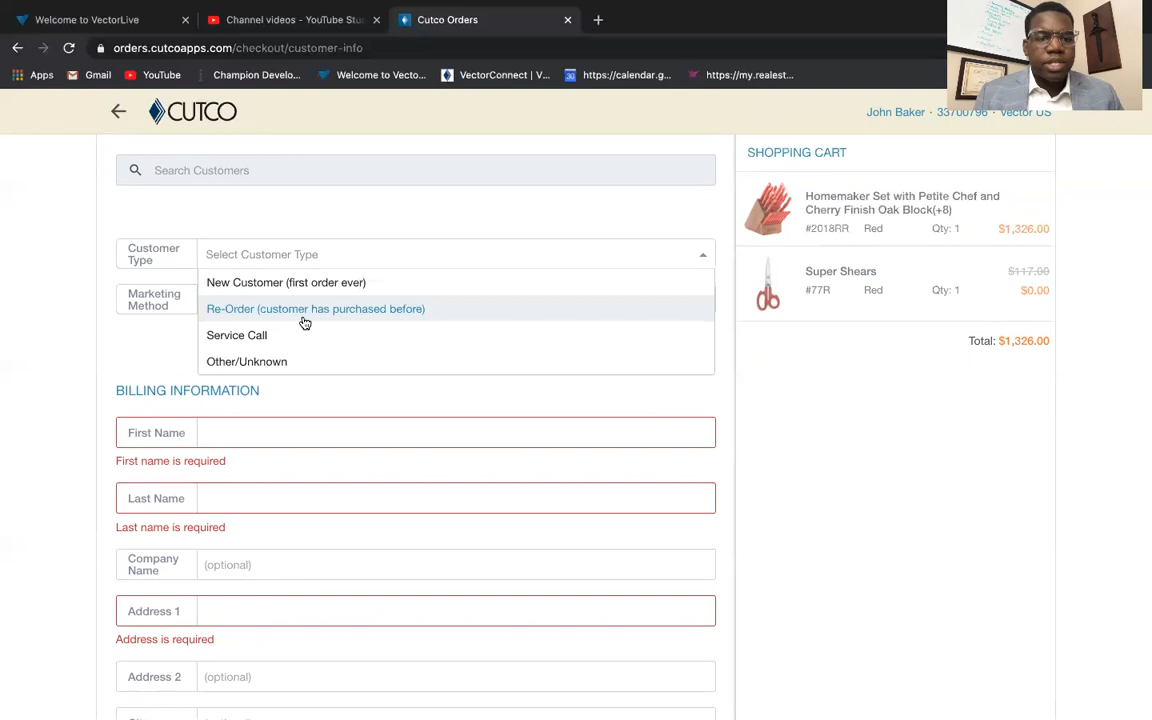 Welcome to VectorLive
Channel videos - YouTube Stu
Cutco Orders
orders.cutcoapps.com/checkout/customer-info
Apps
Gmail
YouTube
Champion Develo...
Welcome to Vecto...
VectorConnect | V...
https://calendar.g...
https://my.realest...
CUTCO
John Baker · 33700796 · Vector US
Search Customers
Customer Type
Select Customer Type
New Customer (first order ever)
Re-Order (customer has purchased before)
Service Call
Other/Unknown
Marketing Method
BILLING INFORMATION
First Name
First name is required
Last Name
Last name is required
Company Name
(optional)
Address 1
Address is required
Address 2
(optional)
SHOPPING CART
Homemaker Set with Petite Chef and
Cherry Finish Oak Block(+8)
#2018RR Red Qty: 1 $1,326.00
Super Shears $117.00
#77R Red Qty: 1 $0.00
Total: $1,326.00